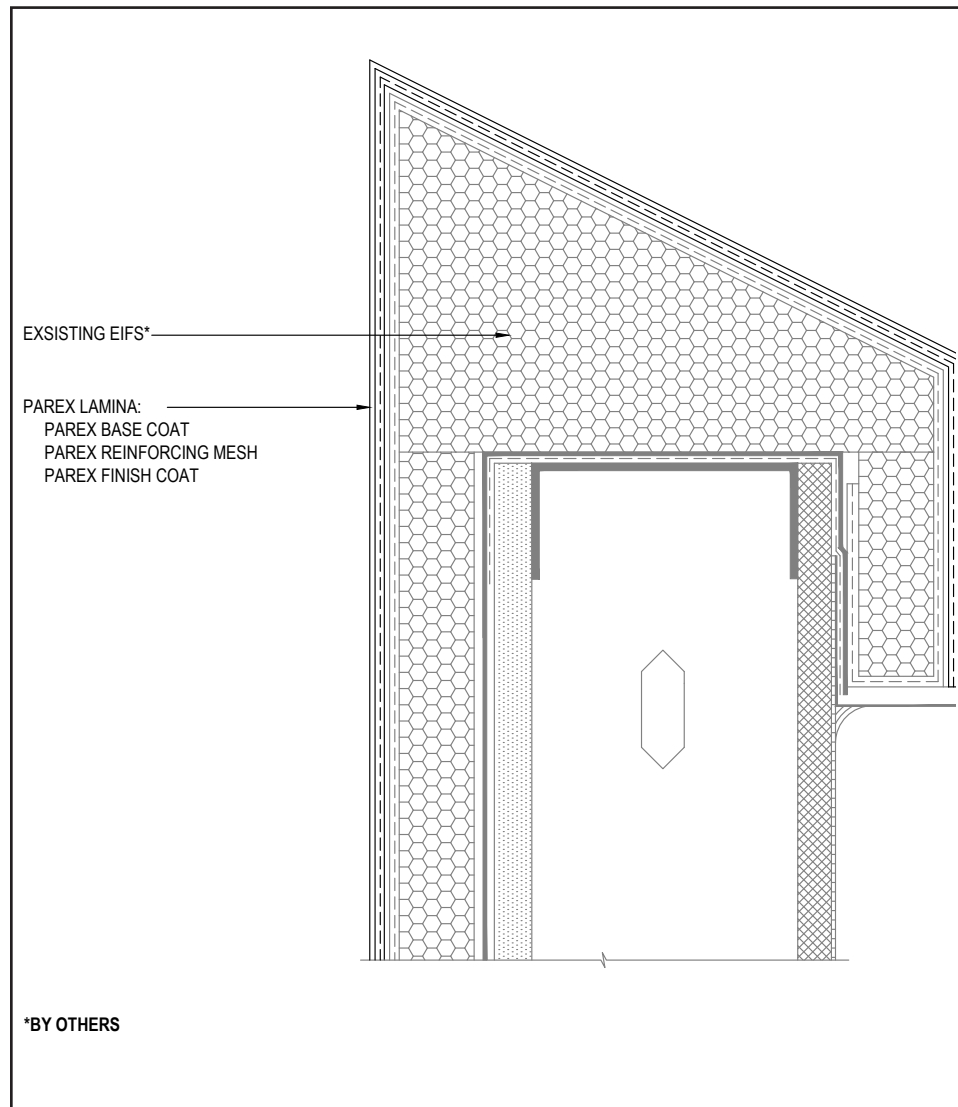 EXSISTING EIFS*
PAREX LAMINA:
PAREX BASE COAT
PAREX REINFORCING MESH
PAREX FINISH COAT
*BY OTHERS